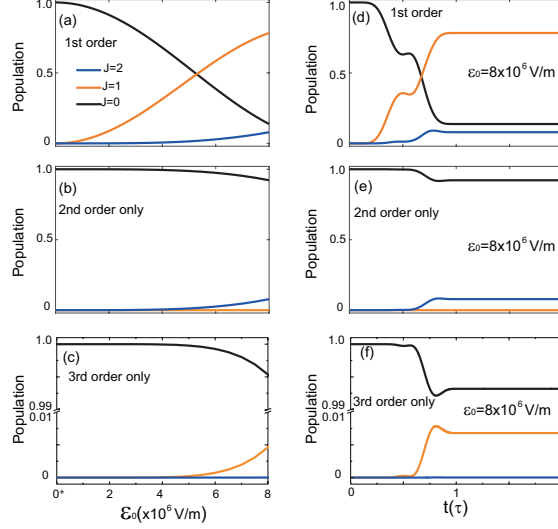 (a)
1.0
1st order
J=2
J=1
J=0
0.5
0
Population
(d)
1.0
1st order
ε₀=8x10⁶ V/m
0.5
0
Population
(b)
1.0
2nd order only
0.5
0
Population
(e)
1.0
2nd order only
ε₀=8x10⁶ V/m
0.5
0
Population
(c)
1.0
3rd order only
0.99
0.01
0
Population
0⁺ 2 4 6 8
ε₀(x10⁶ V/m)
(f)
1.0
3rd order only
ε₀=8x10⁶ V/m
0.99
0.01
0
Population
0 1
t(τ)